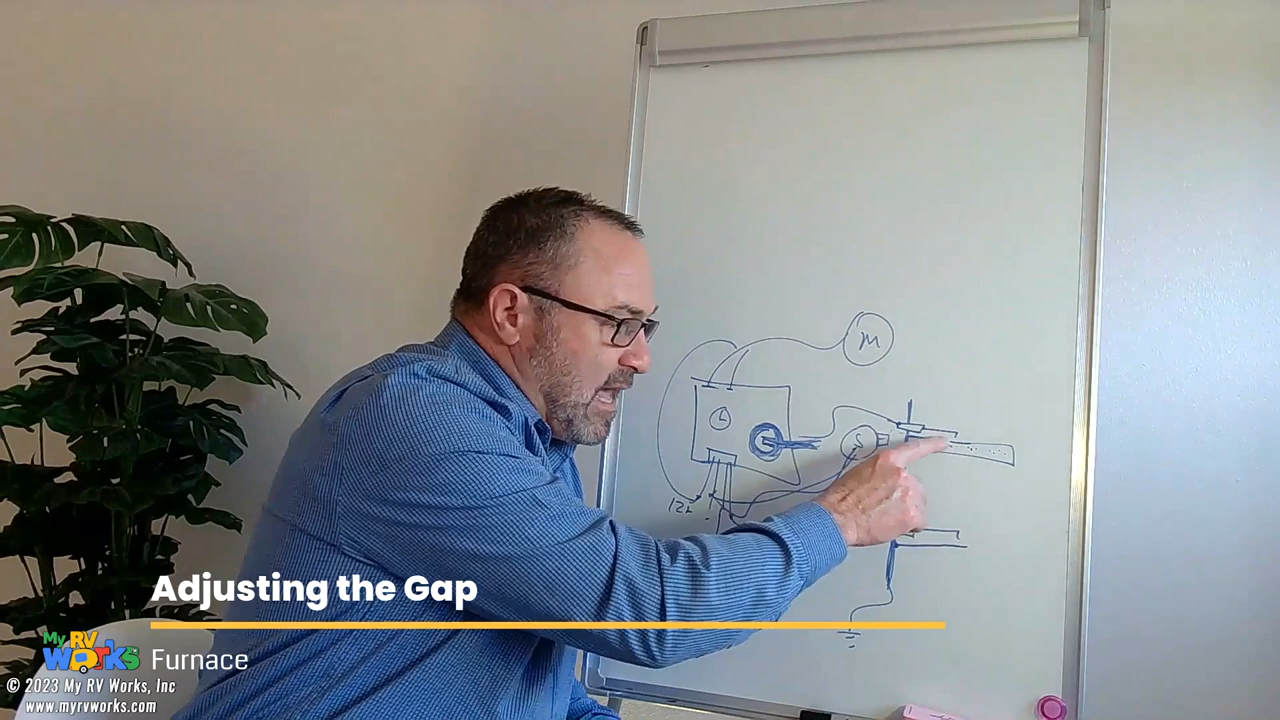 M
12v
Adjusting the Gap
My RV Works
Furnace
© 2023 My RV Works, Inc
www.myrvworks.com